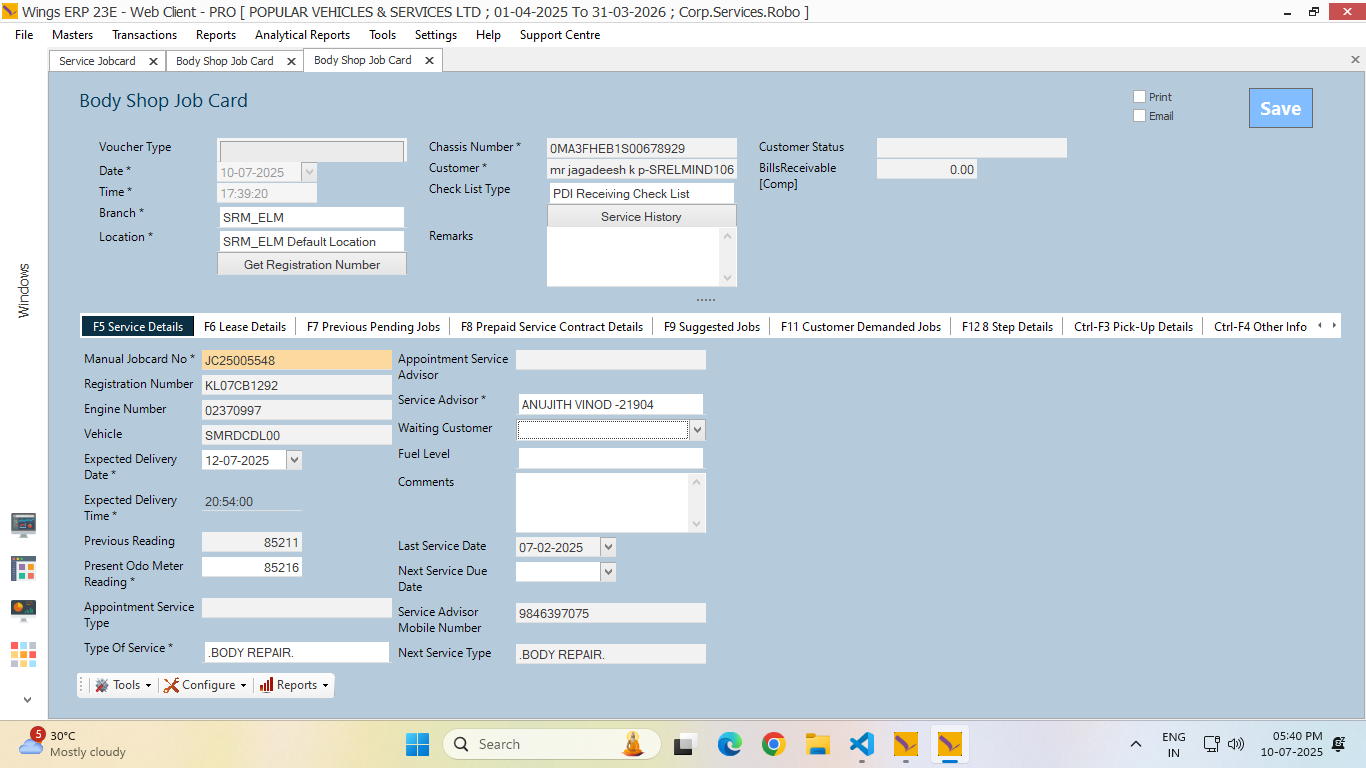 Wings ERP 23E - Web Client - PRO [ POPULAR VEHICLES & SERVICES LTD ; 01-04-2025 To 31-03-2026 ; Corp.Services.Robo ]
File Masters Transactions Reports Analytical Reports Tools Settings Help Support Centre
Service Jobcard Body Shop Job Card Body Shop Job Card
Body Shop Job Card
Print
Email
Save
Voucher Type
Date * 10-07-2025
Time * 17:39:20
Branch * SRM_ELM
Location * SRM_ELM Default Location
Get Registration Number
Chassis Number * 0MA3FHEB1S00678929
Customer * mr jagadeesh k p-SRELMIND106
Check List Type PDI Receiving Check List
Service History
Remarks
Customer Status
BillsReceivable 0.00
[Comp]
Windows
F5 Service Details F6 Lease Details F7 Previous Pending Jobs F8 Prepaid Service Contract Details F9 Suggested Jobs F11 Customer Demanded Jobs F12 8 Step Details Ctrl-F3 Pick-Up Details Ctrl-F4 Other Info
Manual Jobcard No * JC25005548
Registration Number KL07CB1292
Engine Number 02370997
Vehicle SMRDCDL00
Expected Delivery
Date * 12-07-2025
Expected Delivery
Time * 20:54:00
Previous Reading 85211
Present Odo Meter
Reading * 85216
Appointment Service
Type
Type Of Service * .BODY REPAIR.
Appointment Service
Advisor
Service Advisor * ANUJITH VINOD -21904
Waiting Customer
Fuel Level
Comments
Last Service Date 07-02-2025
Next Service Due
Date
Service Advisor
Mobile Number 9846397075
Next Service Type .BODY REPAIR.
Tools Configure Reports
5
30°C
Mostly cloudy
Search
ENG
IN
05:40 PM
10-07-2025